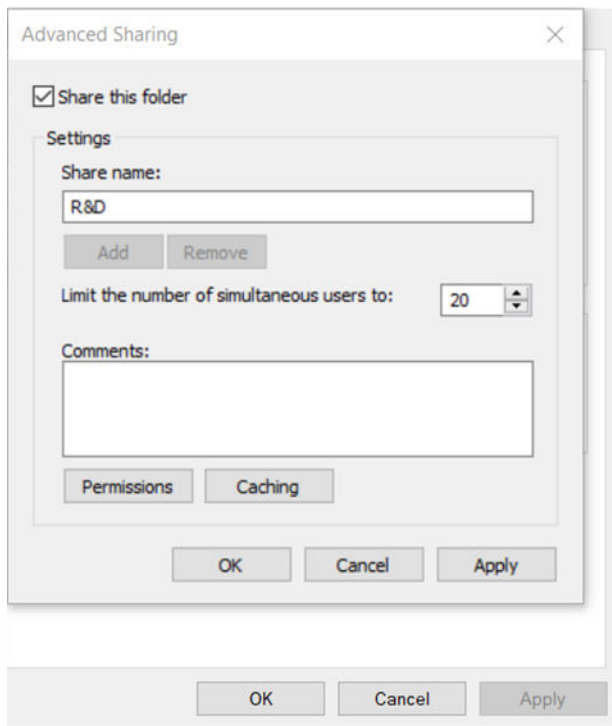 Advanced Sharing
Share this folder
Settings
Share name:
R&D
Add Remove
Limit the number of simultaneous users to: 20
Comments:
Permissions Caching
OK Cancel Apply
OK Cancel Apply